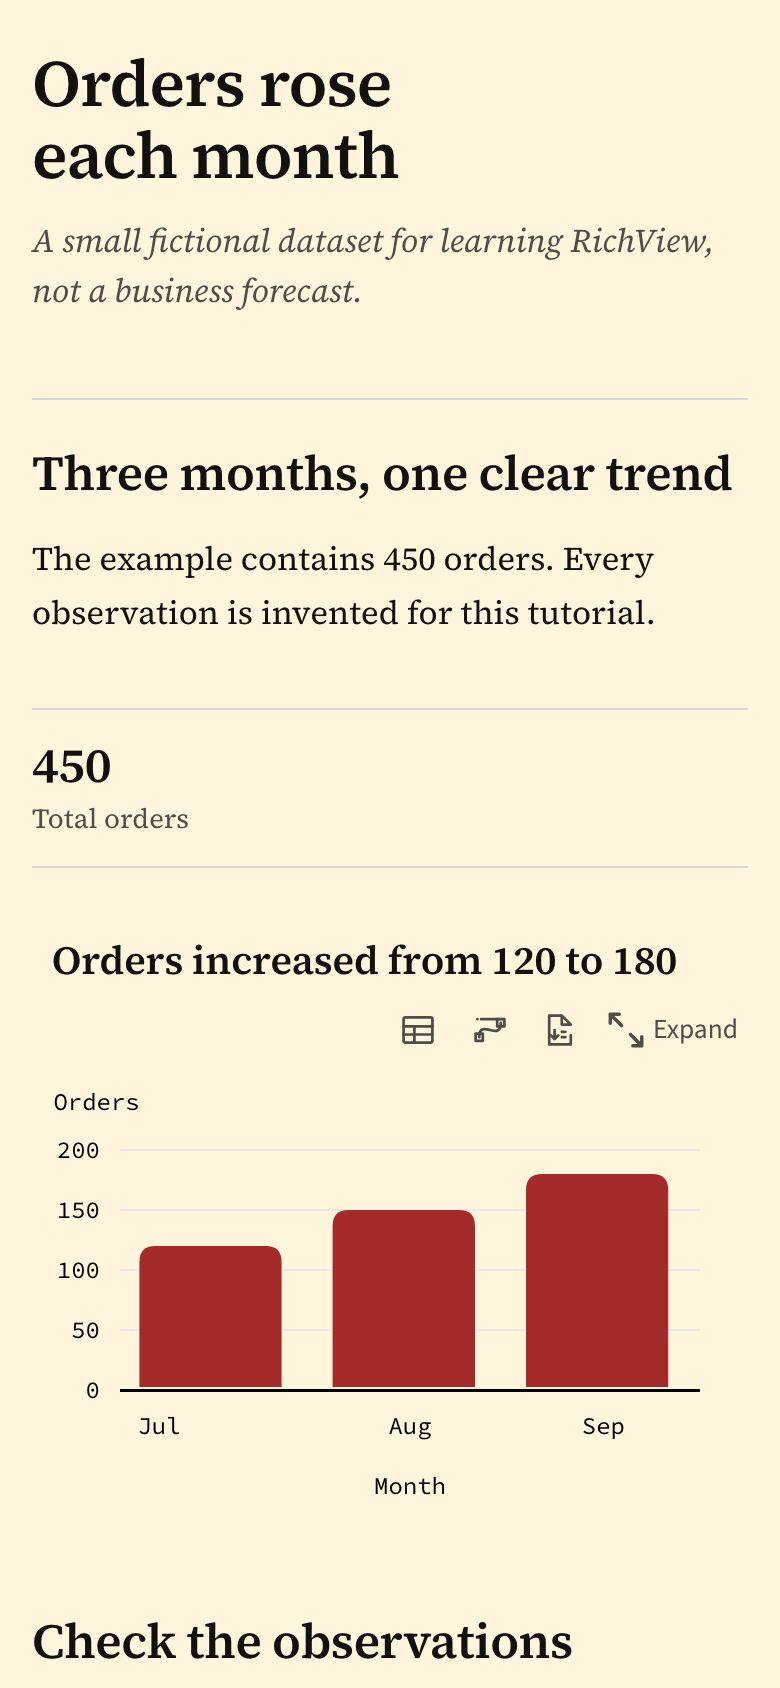 Orders rose
each month
A small fictional dataset for learning RichView,
not a business forecast.
Three months, one clear trend
The example contains 450 orders. Every
observation is invented for this tutorial.
450
Total orders
Orders increased from 120 to 180
Expand
Orders
200
150
100
50
0
Jul Aug Sep
Month
Check the observations